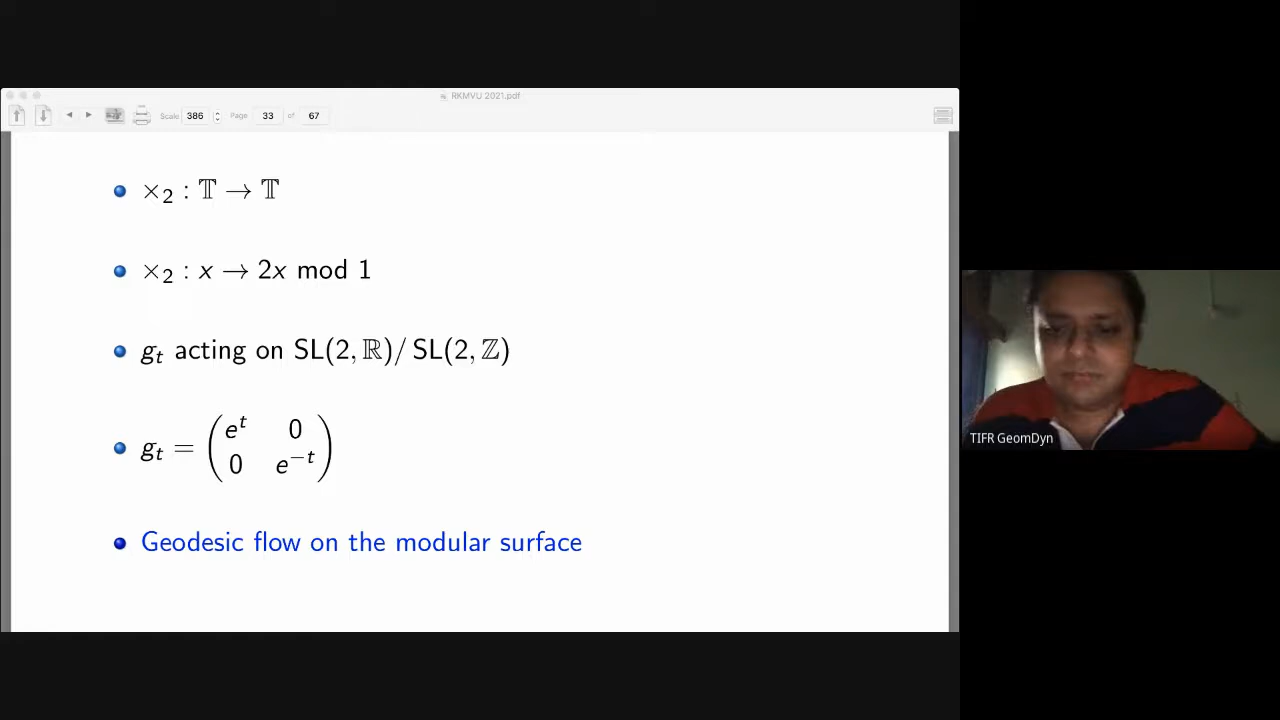 RKMVU 2021.pdf
Scale 386 Page 33 of 67
×₂ : 𝕋 → 𝕋
×₂ : x → 2x mod 1
gₜ acting on SL(2, ℝ)/ SL(2, ℤ)
gₜ = ( eᵗ 0
0 e⁻ᵗ )
Geodesic flow on the modular surface
TIFR GeomDyn